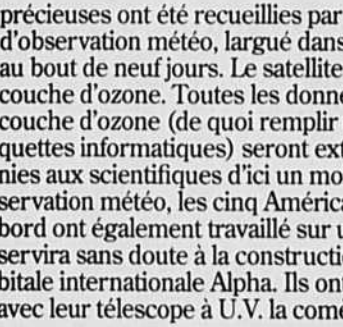 précieuses ont été recueillies par
d'observation météo, largué dans
au bout de neuf jours. Le satellite
couche d'ozone. Toutes les donné
couche d'ozone (de quoi remplir
quettes informatiques) seront ext
nies aux scientifiques d'ici un mo
servation météo, les cinq América
bord ont également travaillé sur u
servira sans doute à la constructi
bitale internationale Alpha. Ils on
avec leur télescope à U.V. la comè